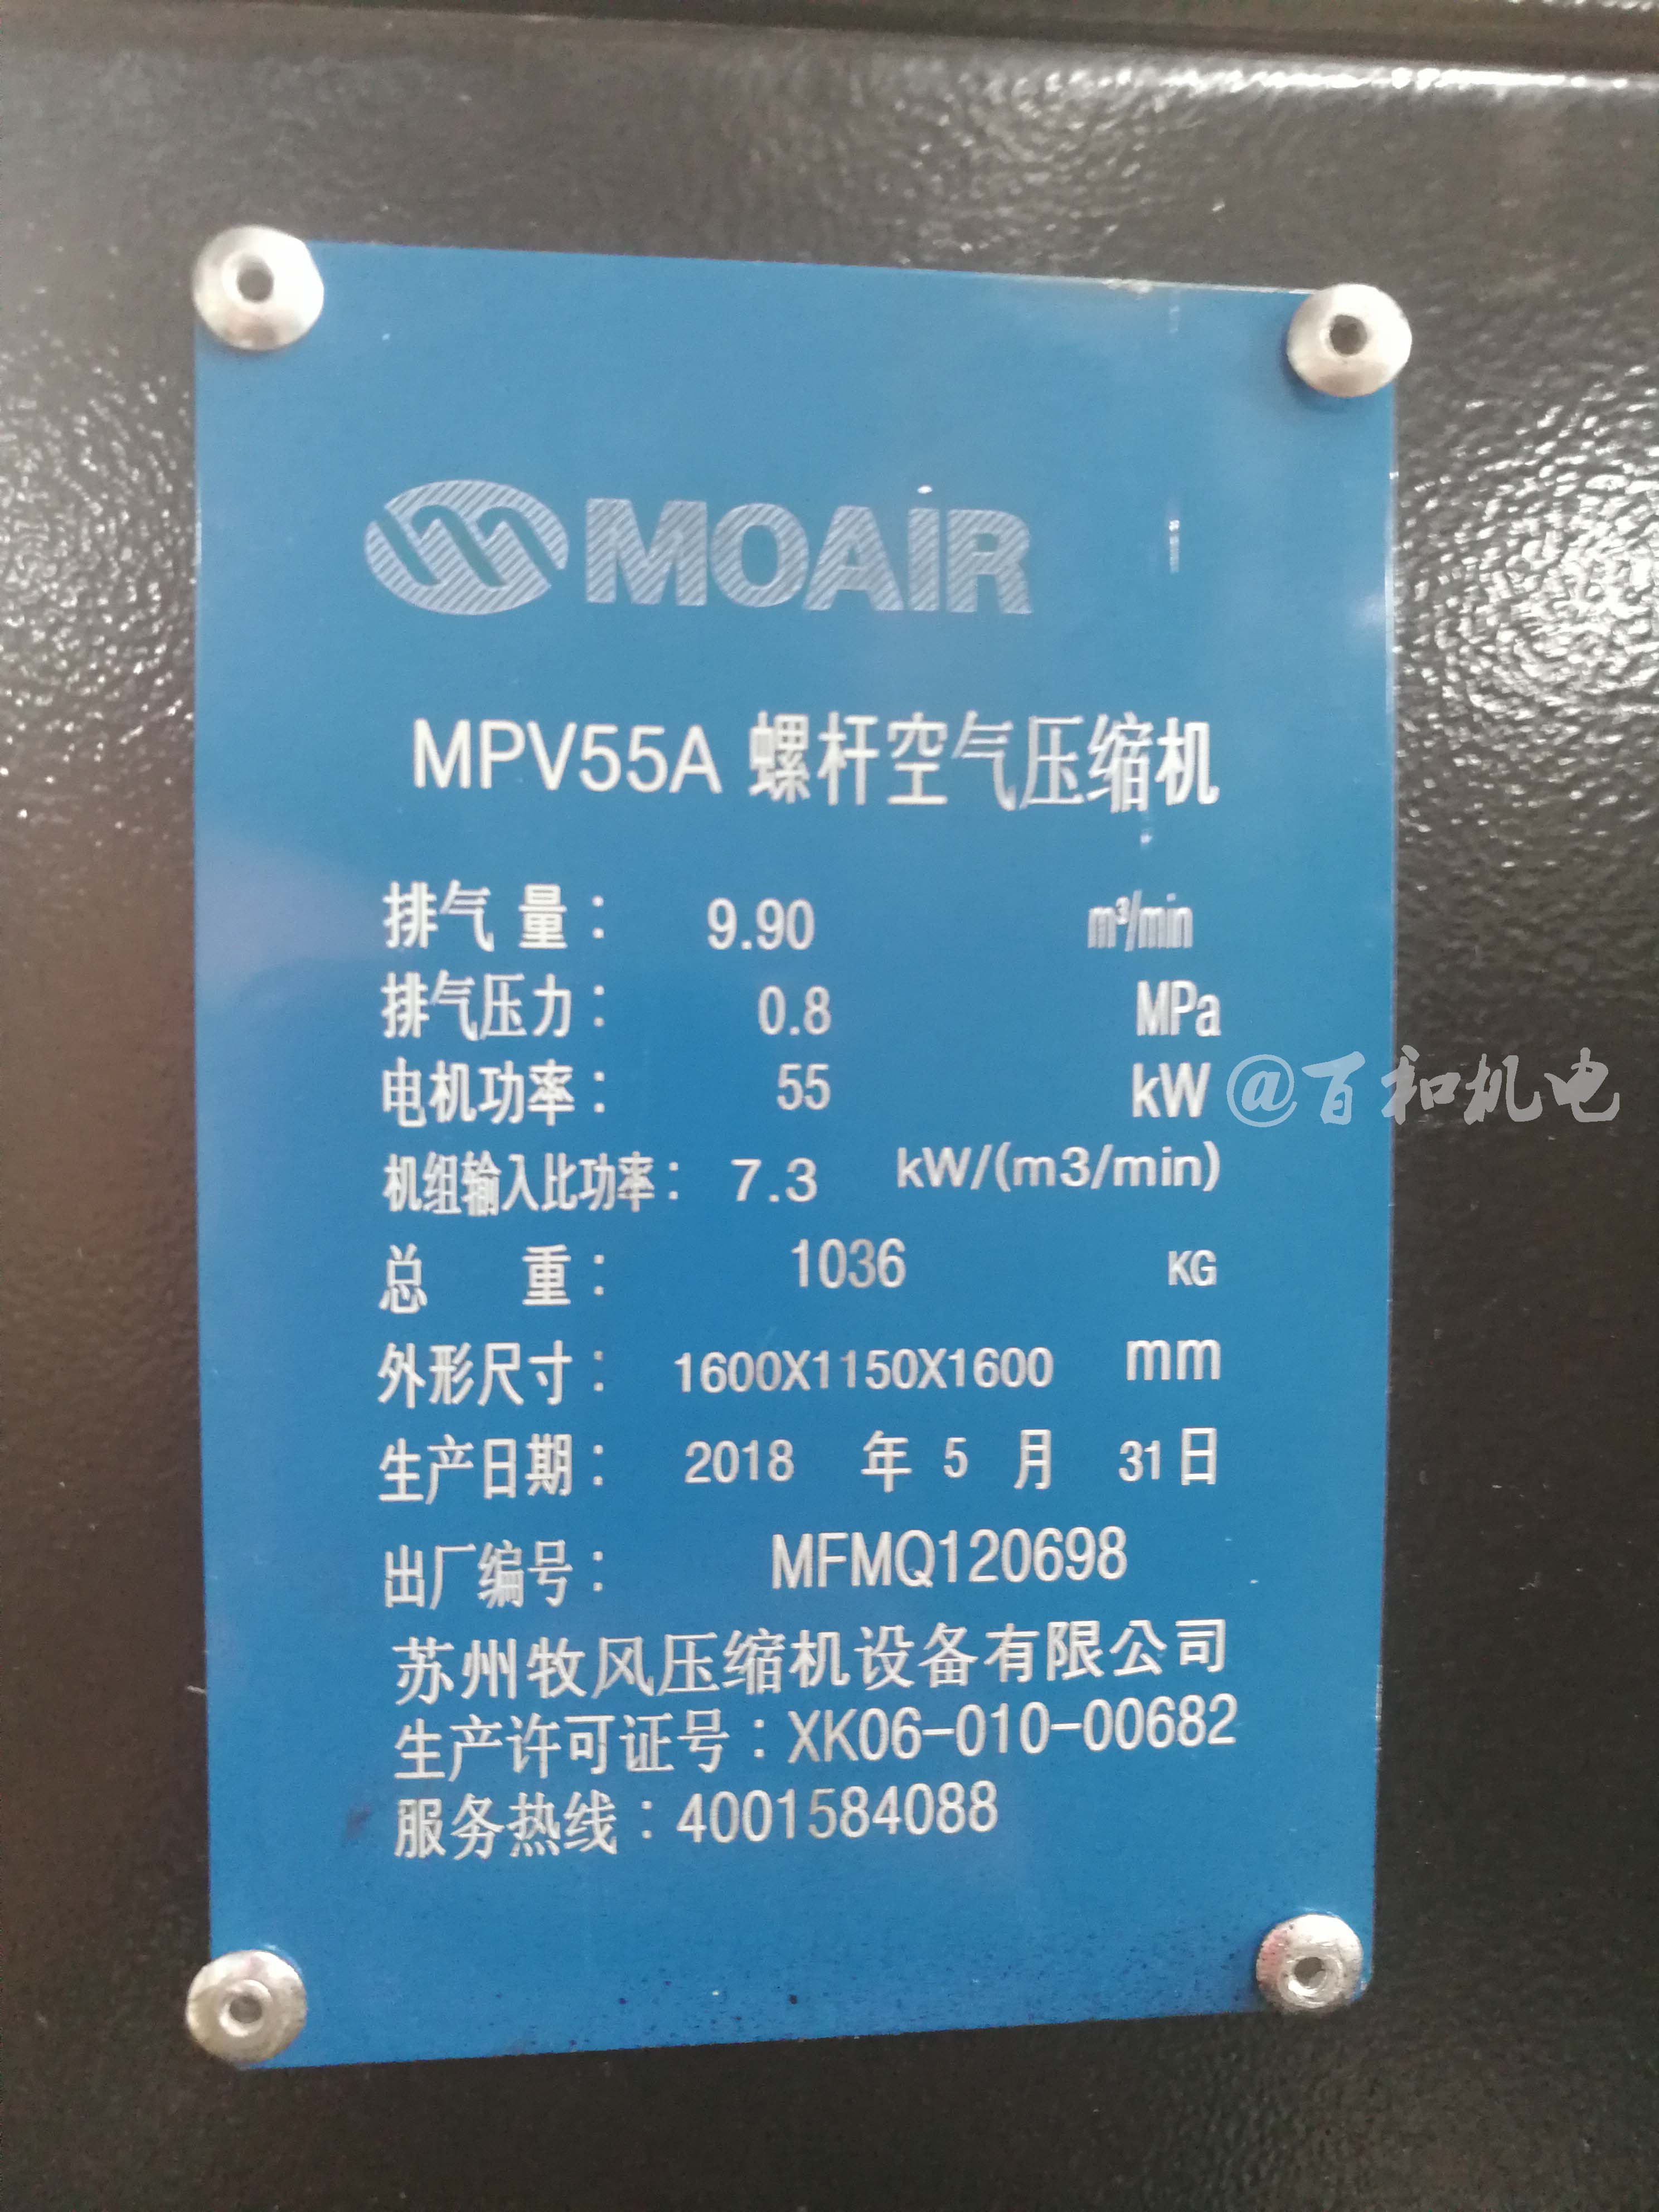 MOAIR
MPV55A 螺杆空气压缩机
排气量： 9.90 m³/min
排气压力： 0.8 MPa
电机功率： 55 kW
@百和机电
机组输入比功率： 7.3 kW/(m3/min)
总重： 1036 KG
外形尺寸： 1600X1150X1600 mm
生产日期： 2018 年 5 月 31 日
出厂编号： MFMQ120698
苏州牧风压缩机设备有限公司
生产许可证号：XK06-010-00682
服务热线：4001584088